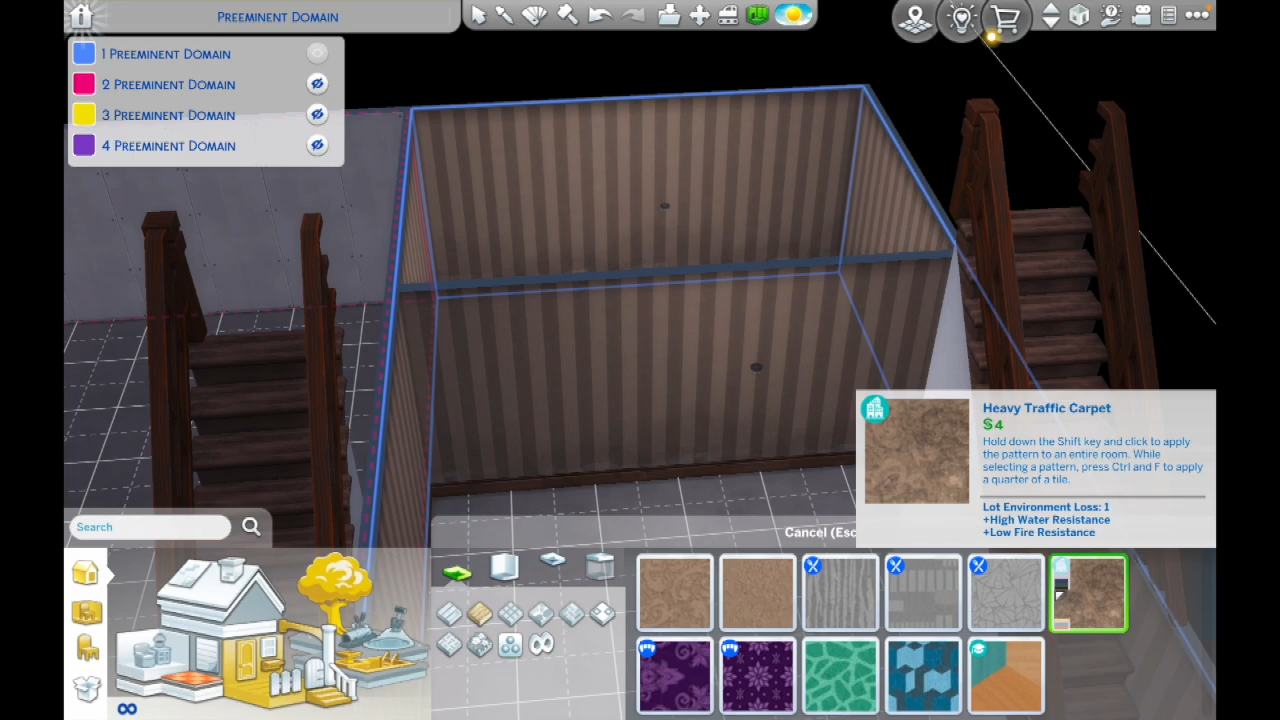 PREEMINENT DOMAIN
1 PREEMINENT DOMAIN
2 PREEMINENT DOMAIN
3 PREEMINENT DOMAIN
4 PREEMINENT DOMAIN
Heavy Traffic Carpet
$4
Hold down the Shift key and click to apply
the pattern to an entire room. While
selecting a pattern, press Ctrl and F to apply
a quarter of a tile.
Lot Environment Loss: 1
+High Water Resistance
+Low Fire Resistance
Search
Cancel (Esc